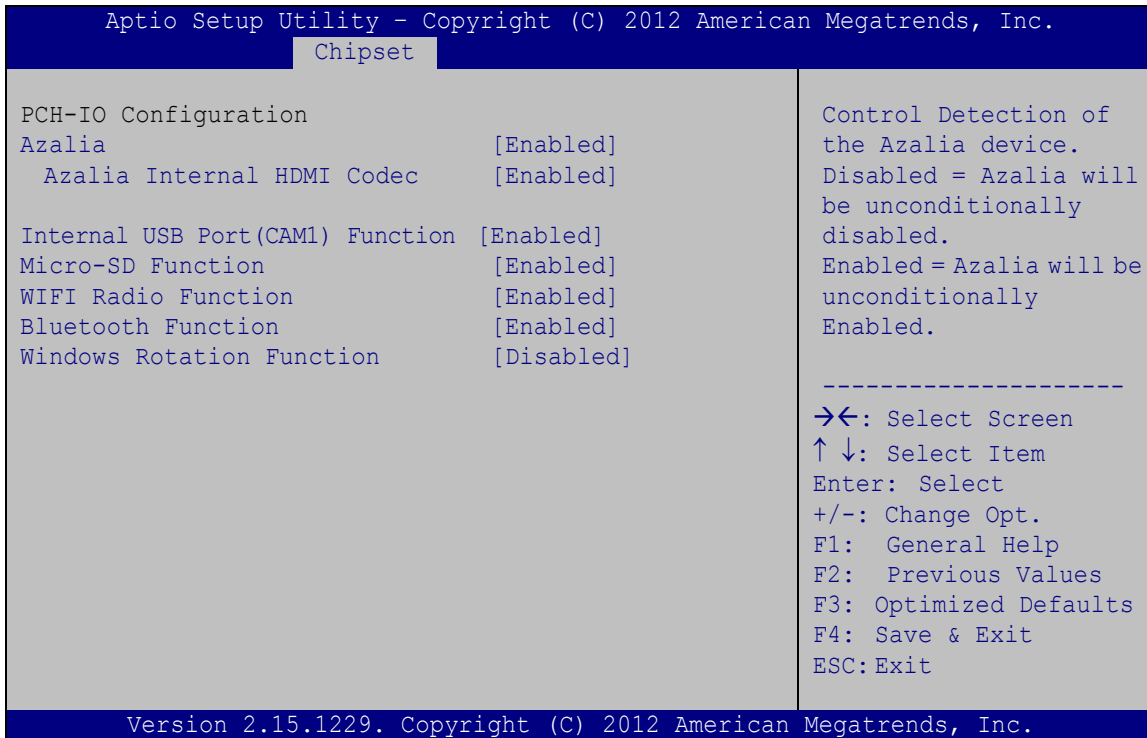 Aptio Setup Utility – Copyright (C) 2012 American Megatrends, Inc.
Chipset
PCH-IO Configuration
Azalia [Enabled]
Azalia Internal HDMI Codec [Enabled]
Internal USB Port(CAM1) Function [Enabled]
Micro-SD Function [Enabled]
WIFI Radio Function [Enabled]
Bluetooth Function [Enabled]
Windows Rotation Function [Disabled]
Control Detection of
the Azalia device.
Disabled = Azalia will
be unconditionally
disabled.
Enabled = Azalia will be
unconditionally
Enabled.
---------------------
→←: Select Screen
↑ ↓: Select Item
Enter: Select
+/-: Change Opt.
F1: General Help
F2: Previous Values
F3: Optimized Defaults
F4: Save & Exit
ESC: Exit
Version 2.15.1229. Copyright (C) 2012 American Megatrends, Inc.